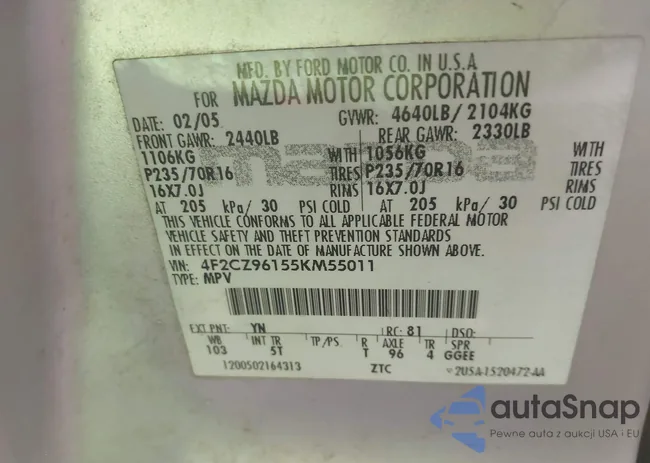 MFD. BY FORD MOTOR CO. IN U.S.A.
FOR MAZDA MOTOR CORPORATION
DATE: 02/05 GVWR: 4640LB/ 2104KG
FRONT GAWR: 2440LB REAR GAWR: 2330LB
1106KG WITH 1056KG WITH
P235/70R16 TIRES P235/70R16 TIRES
16X7.0J RIMS 16X7.0J RIMS
AT 205 kPa/ 30 PSI COLD AT 205 kPa/ 30 PSI COLD
THIS VEHICLE CONFORMS TO ALL APPLICABLE FEDERAL MOTOR
VEHICLE SAFETY AND THEFT PREVENTION STANDARDS
IN EFFECT ON THE DATE OF MANUFACTURE SHOWN ABOVE.
VIN: 4F2CZ96155KM55011
TYPE: MPV
EXT PNT: YN RC: 81 DSO:
WB INT TR TP/PS R AXLE TR SPR
103 5T T 96 4 GGEE
1200502164313 ZTC 2U5A-1520472-AA
autaSnap
Pewne auta z aukcji USA i EU